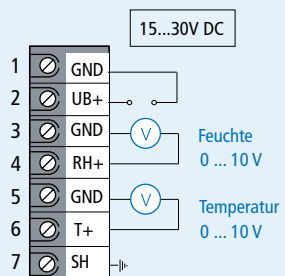 15...30V DC
1 GND
2 UB+
3 GND
V
4 RH+
Feuchte
0 ... 10 V
5 GND
V
6 T+
Temperatur
0 ... 10 V
7 SH